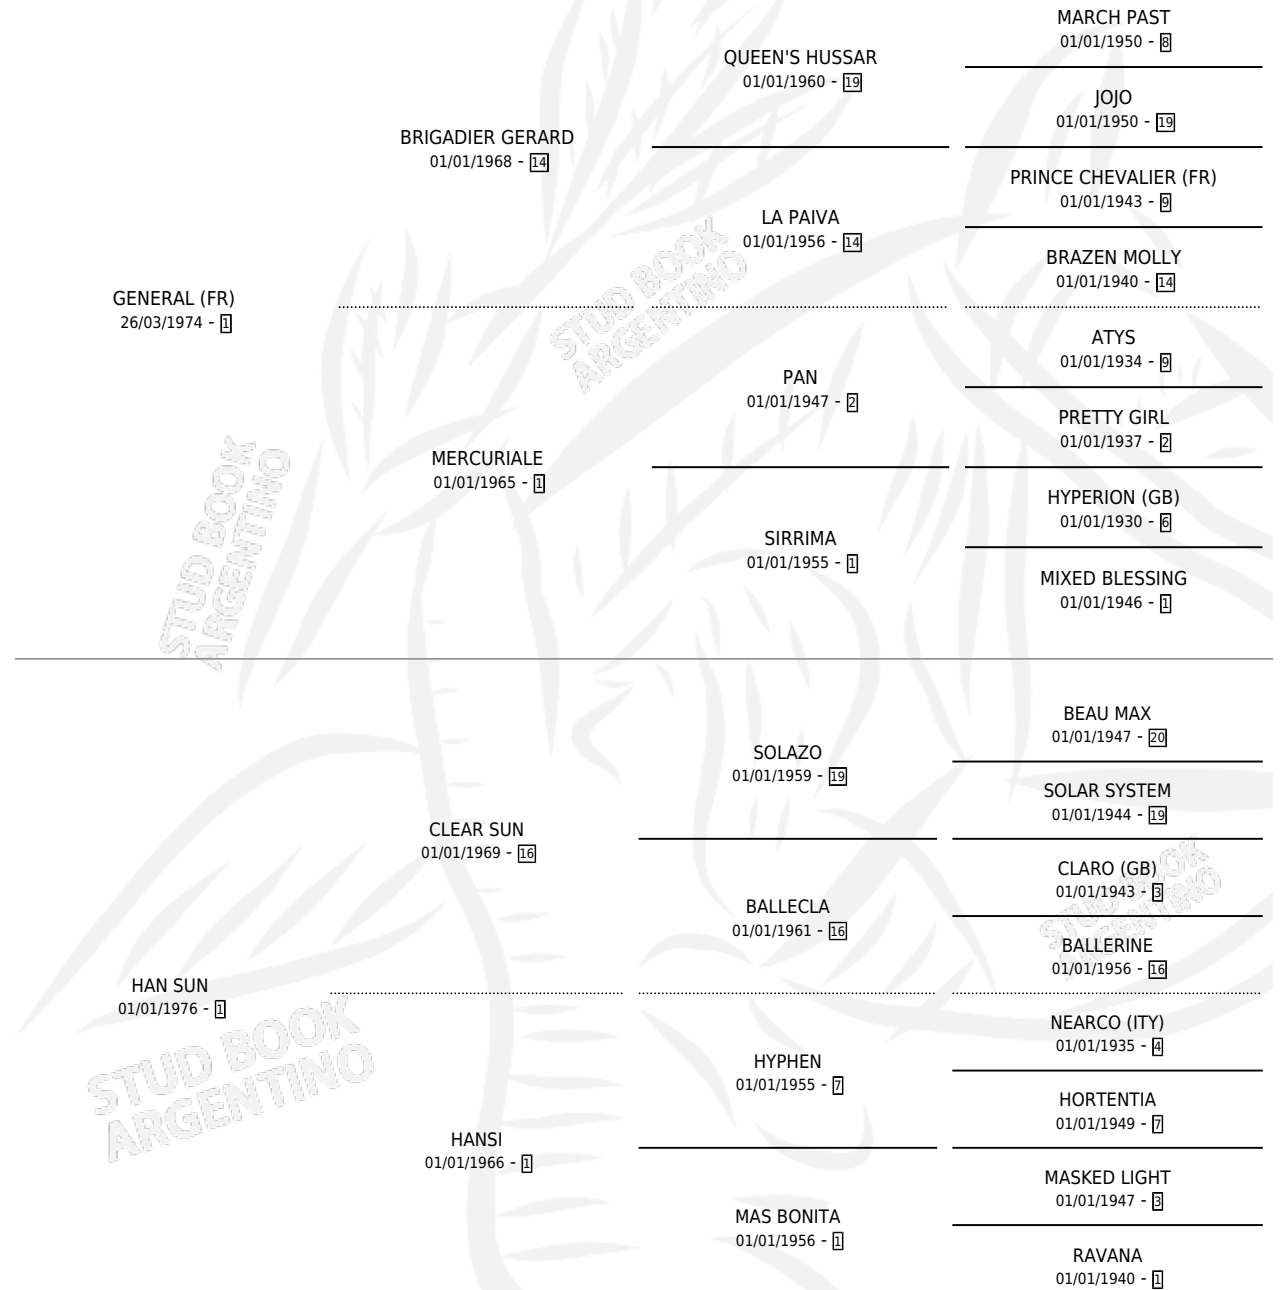 MARCH PAST
01/01/1950 - 8
QUEEN'S HUSSAR
01/01/1960 - 19
JOJO
01/01/1950 - 19
BRIGADIER GERARD
01/01/1968 - 14
PRINCE CHEVALIER (FR)
01/01/1943 - 9
LA PAIVA
01/01/1956 - 14
BRAZEN MOLLY
01/01/1940 - 14
GENERAL (FR)
26/03/1974 - 1
STUD BOOK
ARGENTINO
ATYS
01/01/1934 - 9
PAN
01/01/1947 - 2
PRETTY GIRL
01/01/1937 - 2
MERCURIALE
01/01/1965 - 1
HYPERION (GB)
01/01/1930 - 6
SIRRIMA
01/01/1955 - 1
MIXED BLESSING
01/01/1946 - 1
STUD BOOK
ARGENTINO
BEAU MAX
01/01/1947 - 20
SOLAZO
01/01/1959 - 19
SOLAR SYSTEM
01/01/1944 - 19
CLEAR SUN
01/01/1969 - 16
CLARO (GB)
01/01/1943 - 3
BALLECLA
01/01/1961 - 16
STUD BOOK
ARGENTINO
BALLERINE
01/01/1956 - 16
HAN SUN
01/01/1976 - 1
STUD BOOK
ARGENTINO
NEARCO (ITY)
01/01/1935 - 4
HYPHEN
01/01/1955 - 7
HORTENTIA
01/01/1949 - 7
HANSI
01/01/1966 - 1
MASKED LIGHT
01/01/1947 - 3
MAS BONITA
01/01/1956 - 1
RAVANA
01/01/1940 - 1